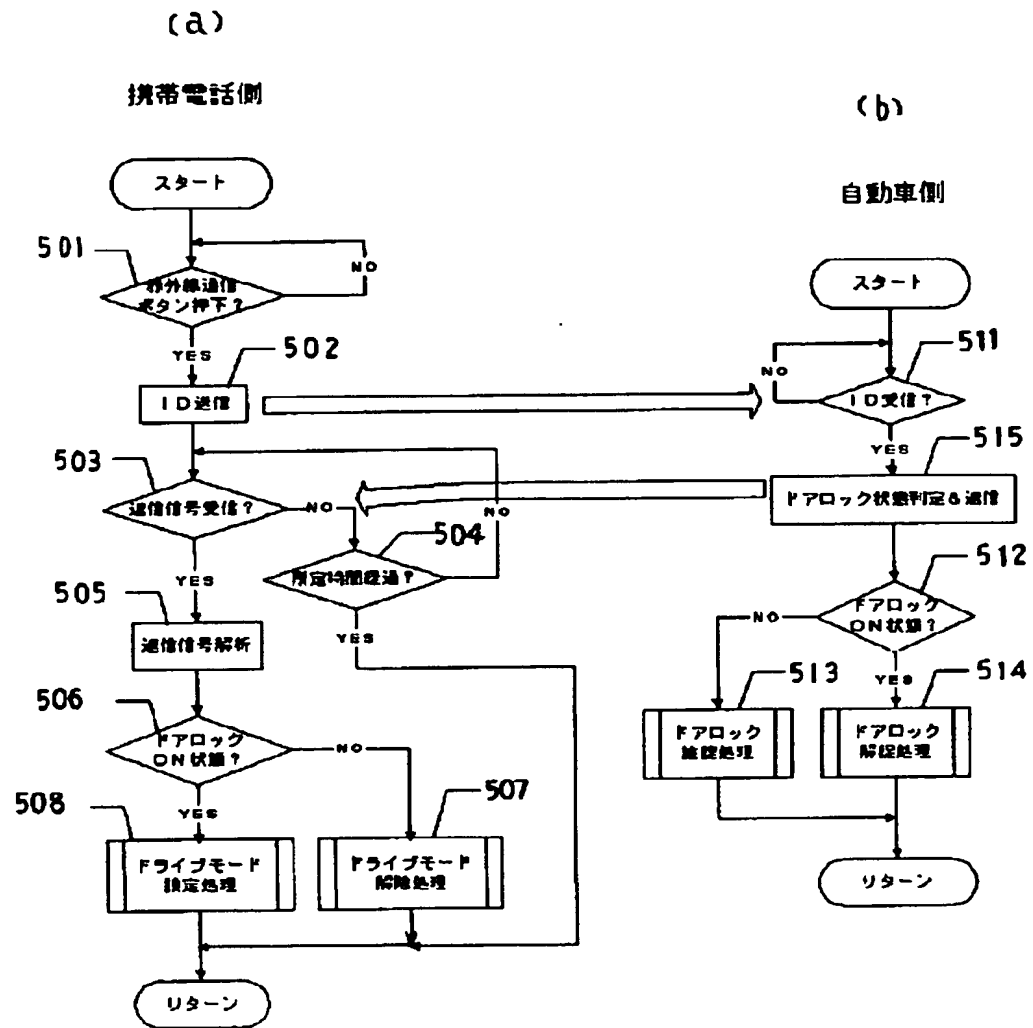 (a)
携帯電話側
スタート
501
赤外線通信
ボタン押下?
NO
YES
502
ID送信
503
返信信号受信?
NO
504
所定時間経過?
NO
YES
YES
505
返信信号解析
506
ドアロック
ON状態?
NO
YES
508
ドライブモード
設定処理
507
ドライブモード
解除処理
リターン
(b)
自動車側
スタート
511
NO
ID受信?
YES
515
ドアロック状態判定&返信
512
ドアロック
ON状態?
NO
YES
513
ドアロック
施錠処理
514
ドアロック
解錠処理
リターン